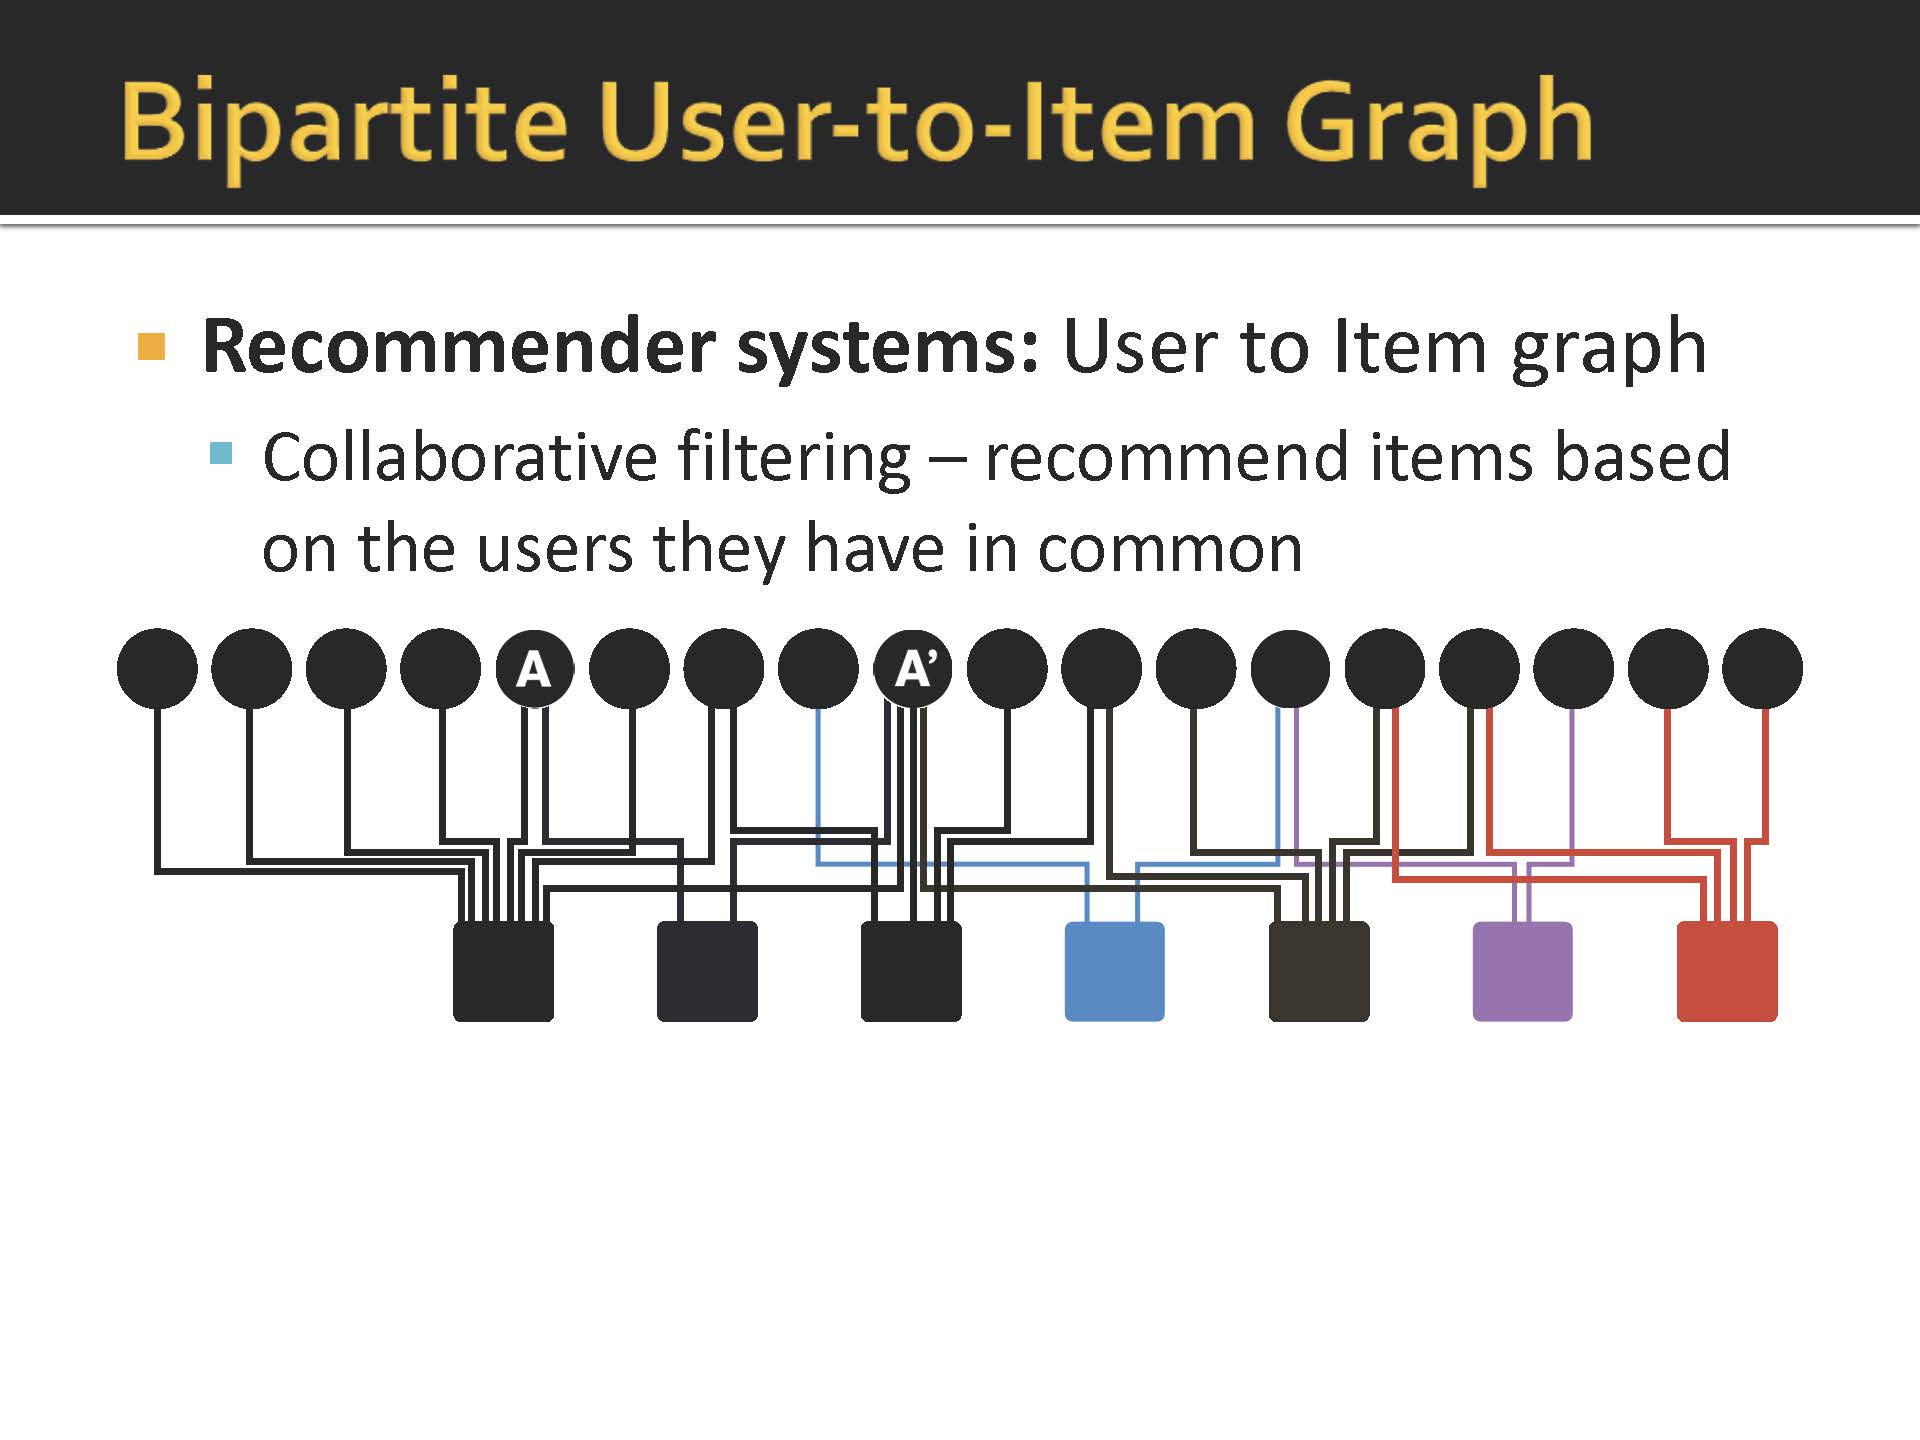 Bipartite User-to-Item Graph
Recommender systems: User to Item graph
Collaborative filtering – recommend items based
on the users they have in common
A
A’